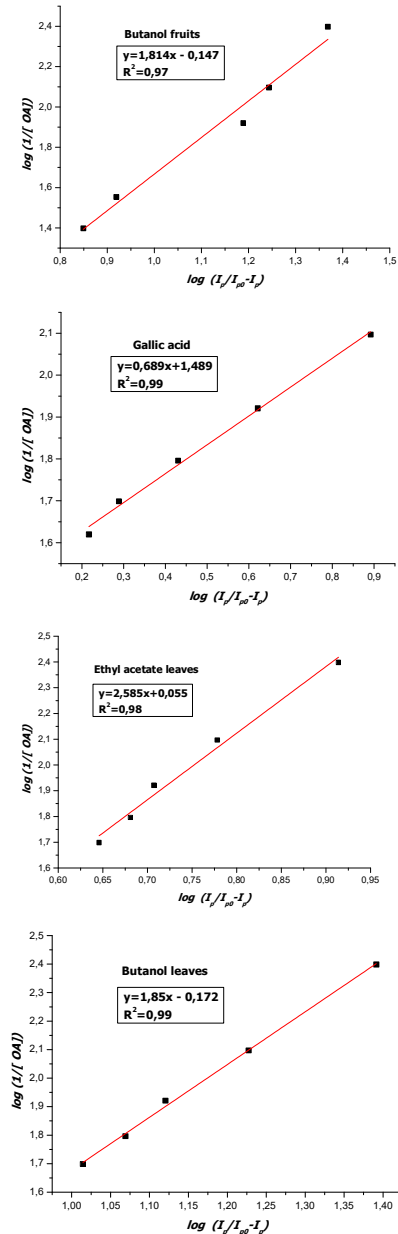 Butanol fruits
y=1,814x - 0,147
R²=0,97
log (1/[ OA])
2,4
2,2
2,0
1,8
1,6
1,4
0,8 0,9 1,0 1,1 1,2 1,3 1,4 1,5
log (Iₚ/Iₚ₀-Iₚ)
Gallic acid
y=0,689x+1,489
R²=0,99
log (1/[ OA])
2,1
2,0
1,9
1,8
1,7
1,6
0,2 0,3 0,4 0,5 0,6 0,7 0,8 0,9
log (Iₚ/Iₚ₀-Iₚ)
Ethyl acetate leaves
y=2,585x+0,055
R²=0,98
log (1/[ OA])
2,5
2,4
2,3
2,2
2,1
2,0
1,9
1,8
1,7
1,6
0,60 0,65 0,70 0,75 0,80 0,85 0,90 0,95
log (Iₚ/Iₚ₀-Iₚ)
Butanol leaves
y=1,85x - 0,172
R²=0,99
log (1/[ OA])
2,5
2,4
2,3
2,2
2,1
2,0
1,9
1,8
1,7
1,6
1,00 1,05 1,10 1,15 1,20 1,25 1,30 1,35 1,40
log (Iₚ/Iₚ₀-Iₚ)